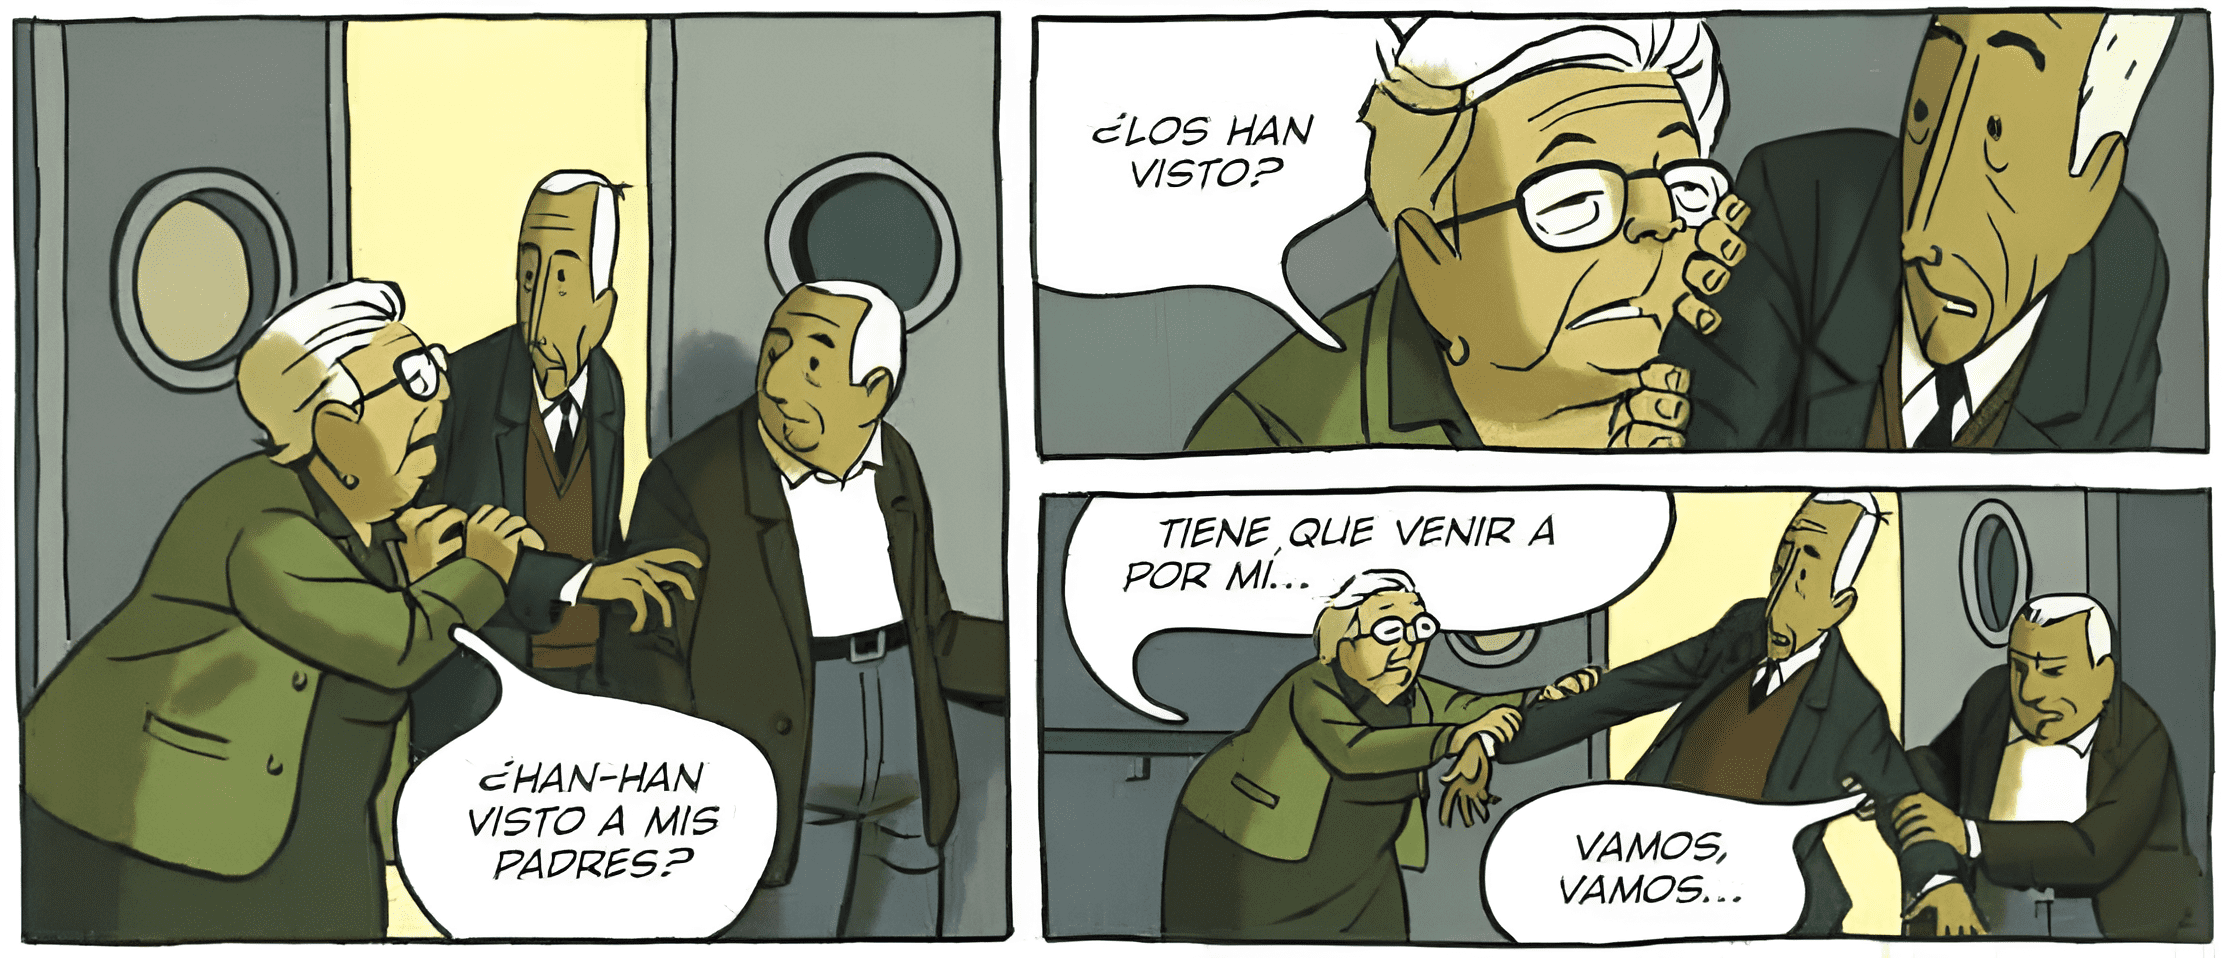 ¿HAN-HAN
VISTO A MIS
PADRES?
¿LOS HAN
VISTO?
TIENE QUE VENIR A
POR MÍ...
VAMOS,
VAMOS...